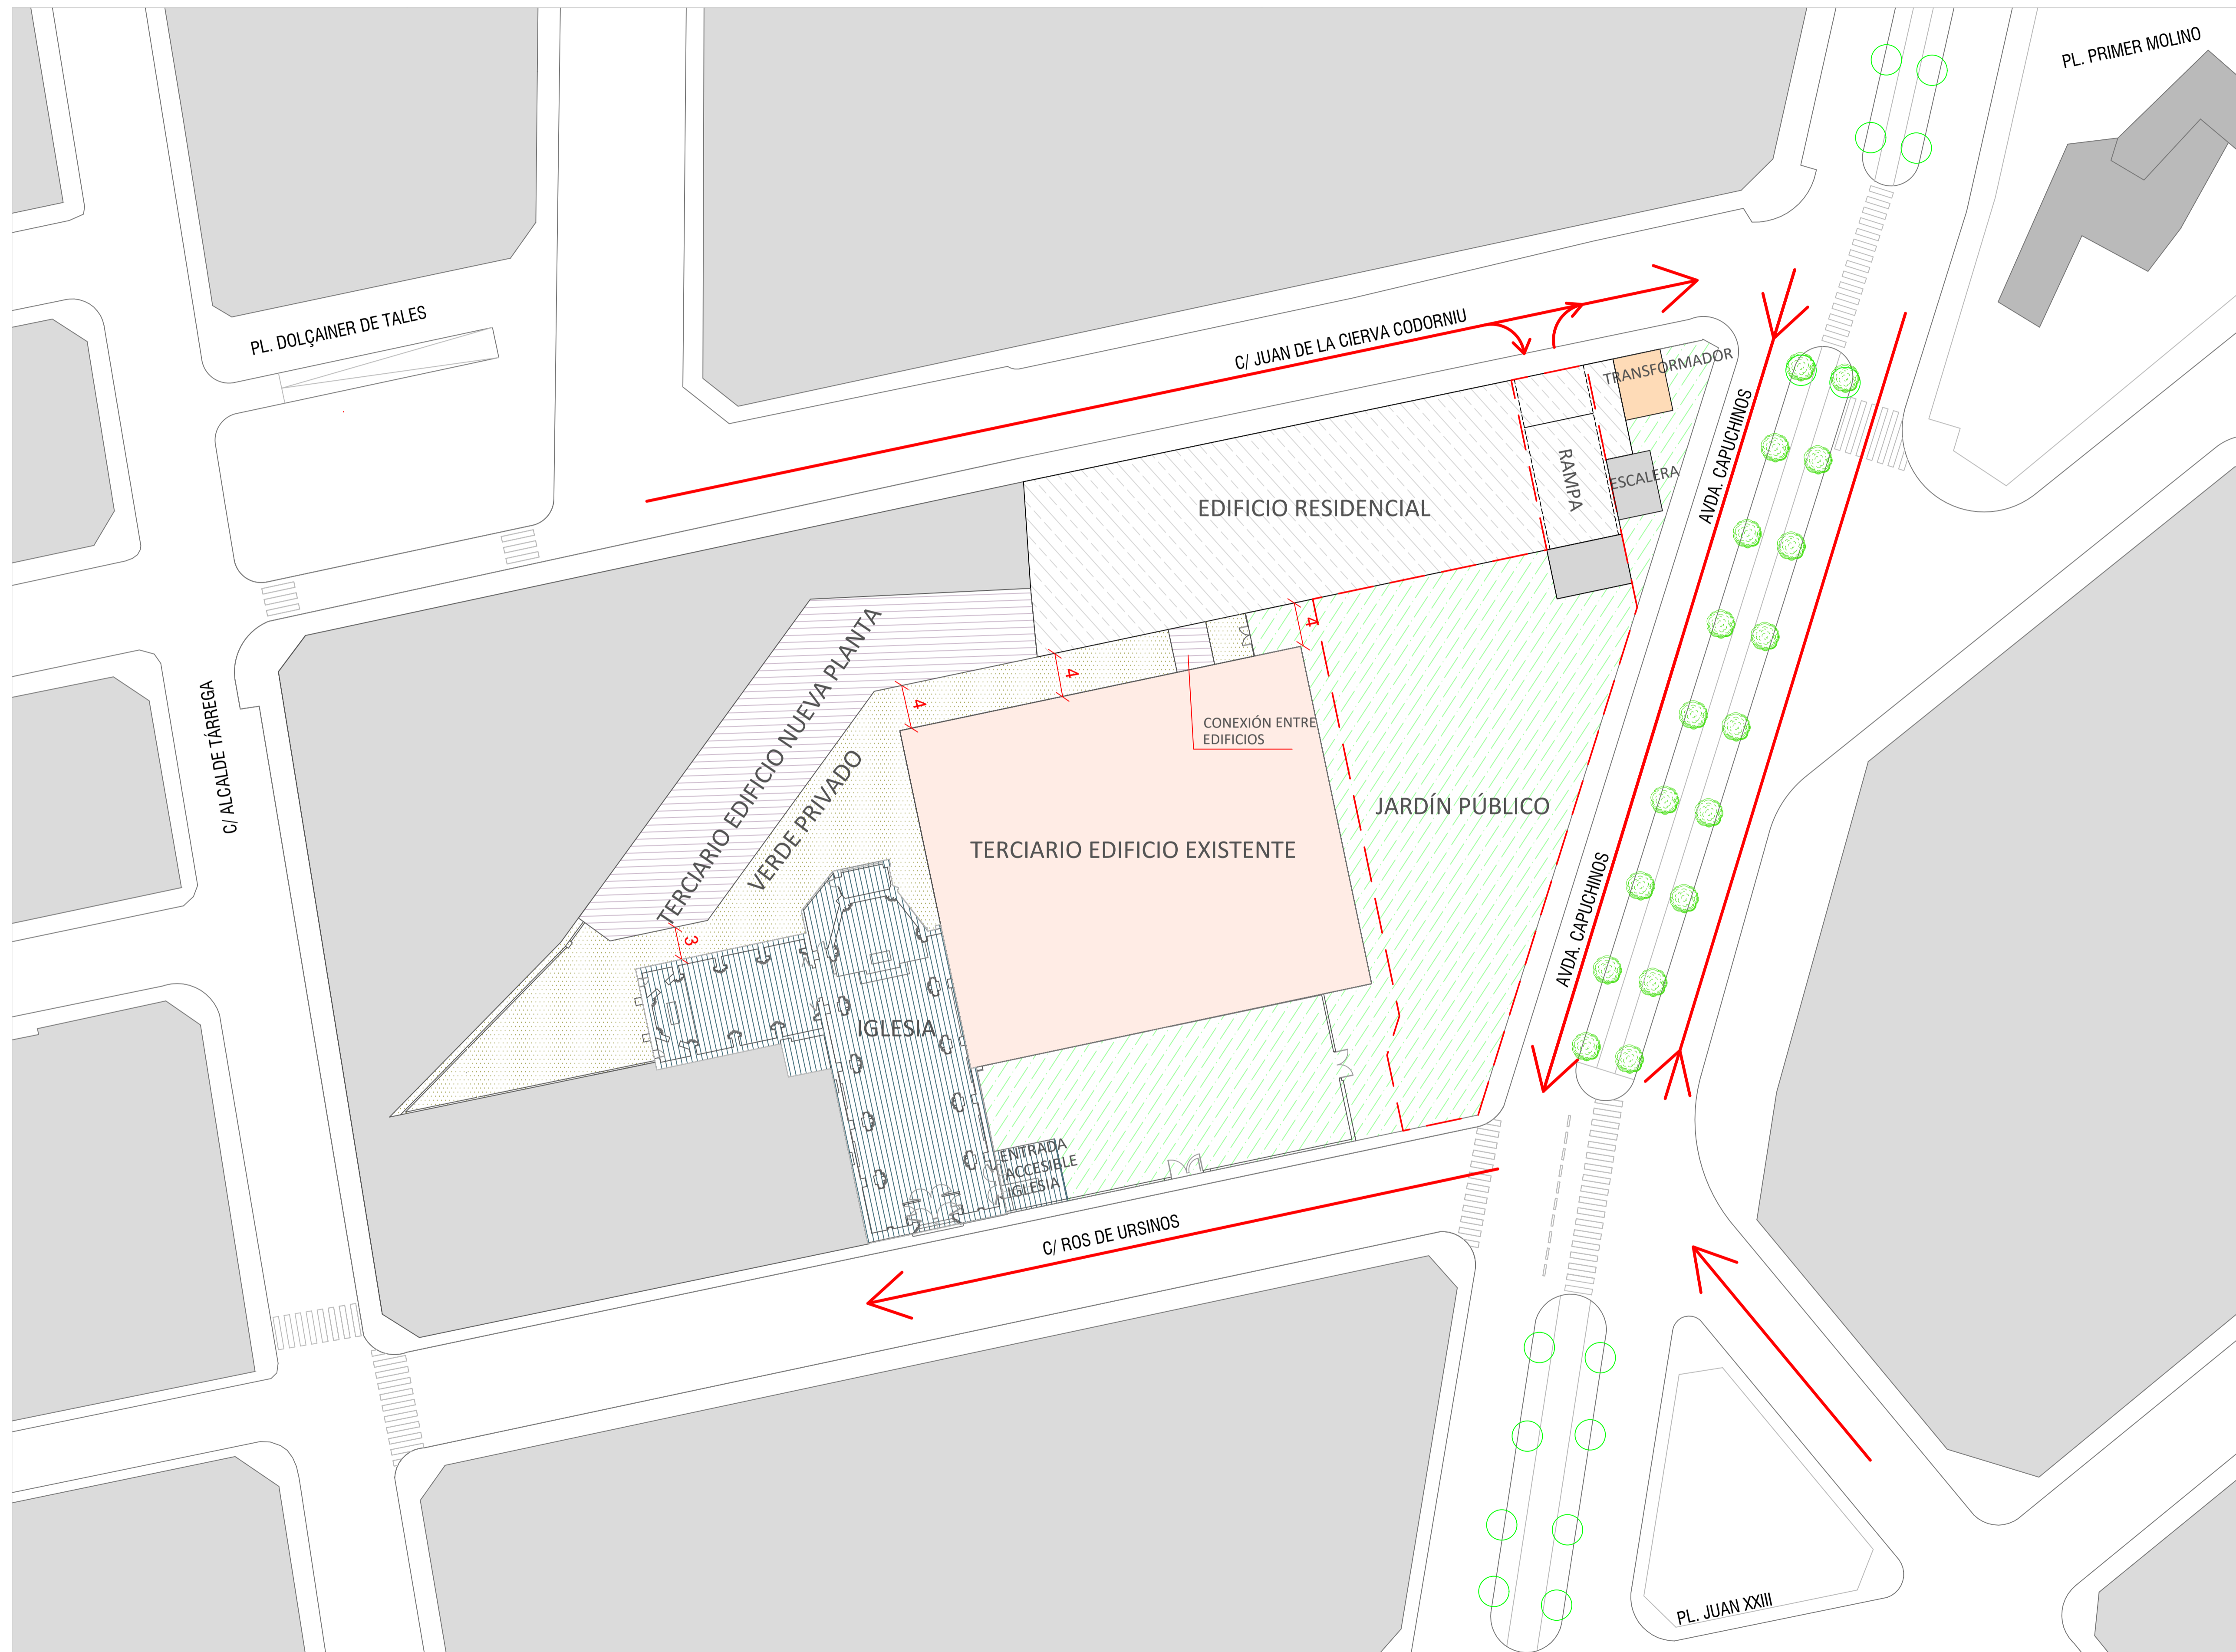 PL. PRIMER MOLINO
PL. DOLÇAINER DE TALES
C/ JUAN DE LA CIERVA CODORNIU
TRANSFORMADOR
AVDA. CAPUCHINOS
RAMPA
ESCALERA
EDIFICIO RESIDENCIAL
4
4
4
TERCIARIO EDIFICIO NUEVA PLANTA
VERDE PRIVADO
CONEXIÓN ENTRE
EDIFICIOS
C/ ALCALDE TÁRREGA
JARDÍN PÚBLICO
TERCIARIO EDIFICIO EXISTENTE
AVDA. CAPUCHINOS
3
IGLESIA
ENTRADA
ACCESIBLE
IGLESIA
C/ ROS DE URSINOS
PL. JUAN XXIII